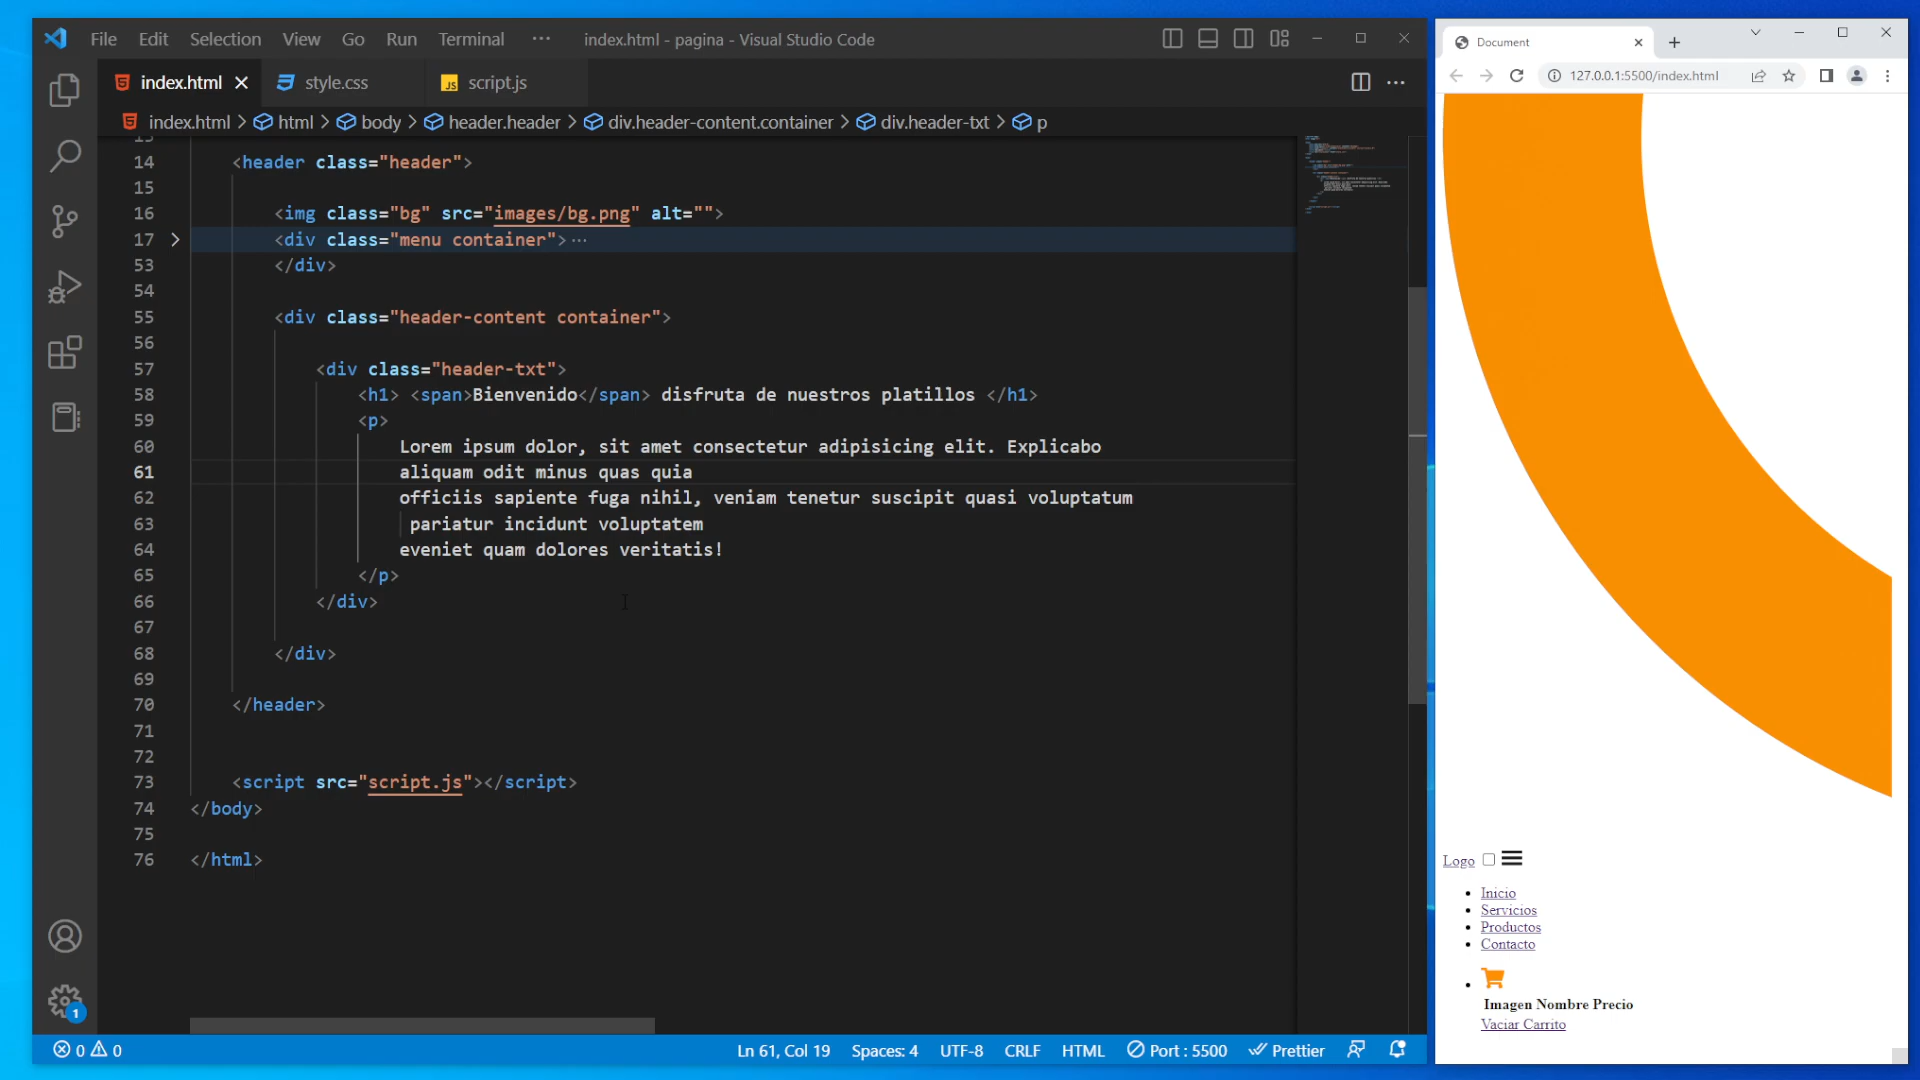 File Edit Selection View Go Run Terminal ··· index.html - pagina - Visual Studio Code
index.html style.css JS script.js
index.html > html > body > header.header > div.header-content.container > div.header-txt > p
13
14 <header class="header">
15
16 <img class="bg" src="images/bg.png" alt="">
17 <div class="menu container">···
53 </div>
54
55 <div class="header-content container">
56
57 <div class="header-txt">
58 <h1> <span>Bienvenido</span> disfruta de nuestros platillos </h1>
59 <p>
60 Lorem ipsum dolor, sit amet consectetur adipisicing elit. Explicabo
61 aliquam odit minus quas quia
62 officiis sapiente fuga nihil, veniam tenetur suscipit quasi voluptatum
63 pariatur incidunt voluptatem
64 eveniet quam dolores veritatis!
65 </p>
66 </div>
67
68 </div>
69
70 </header>
71
72
73 <script src="script.js"></script>
74 </body>
75
76 </html>
1
0 0
Ln 61, Col 19 Spaces: 4 UTF-8 CRLF HTML Port : 5500 Prettier
Document
127.0.0.1:5500/index.html
Logo
Inicio
Servicios
Productos
Contacto
Imagen Nombre Precio
Vaciar Carrito